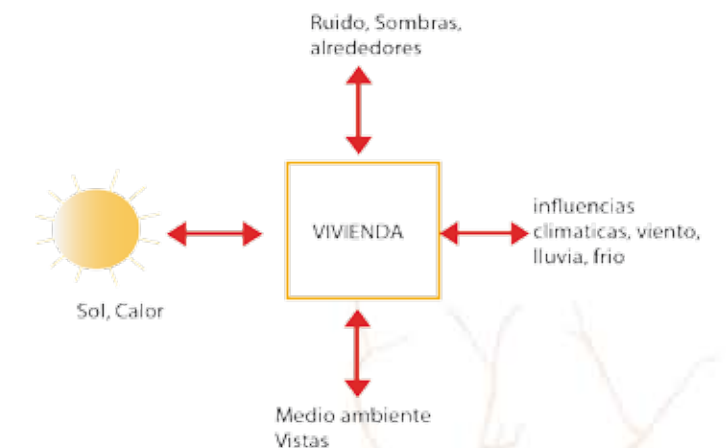 Ruido, Sombras,
alrededores
VIVIENDA
influencias
climaticas, viento,
lluvia, frio
Sol, Calor
Medio ambiente
Vistas